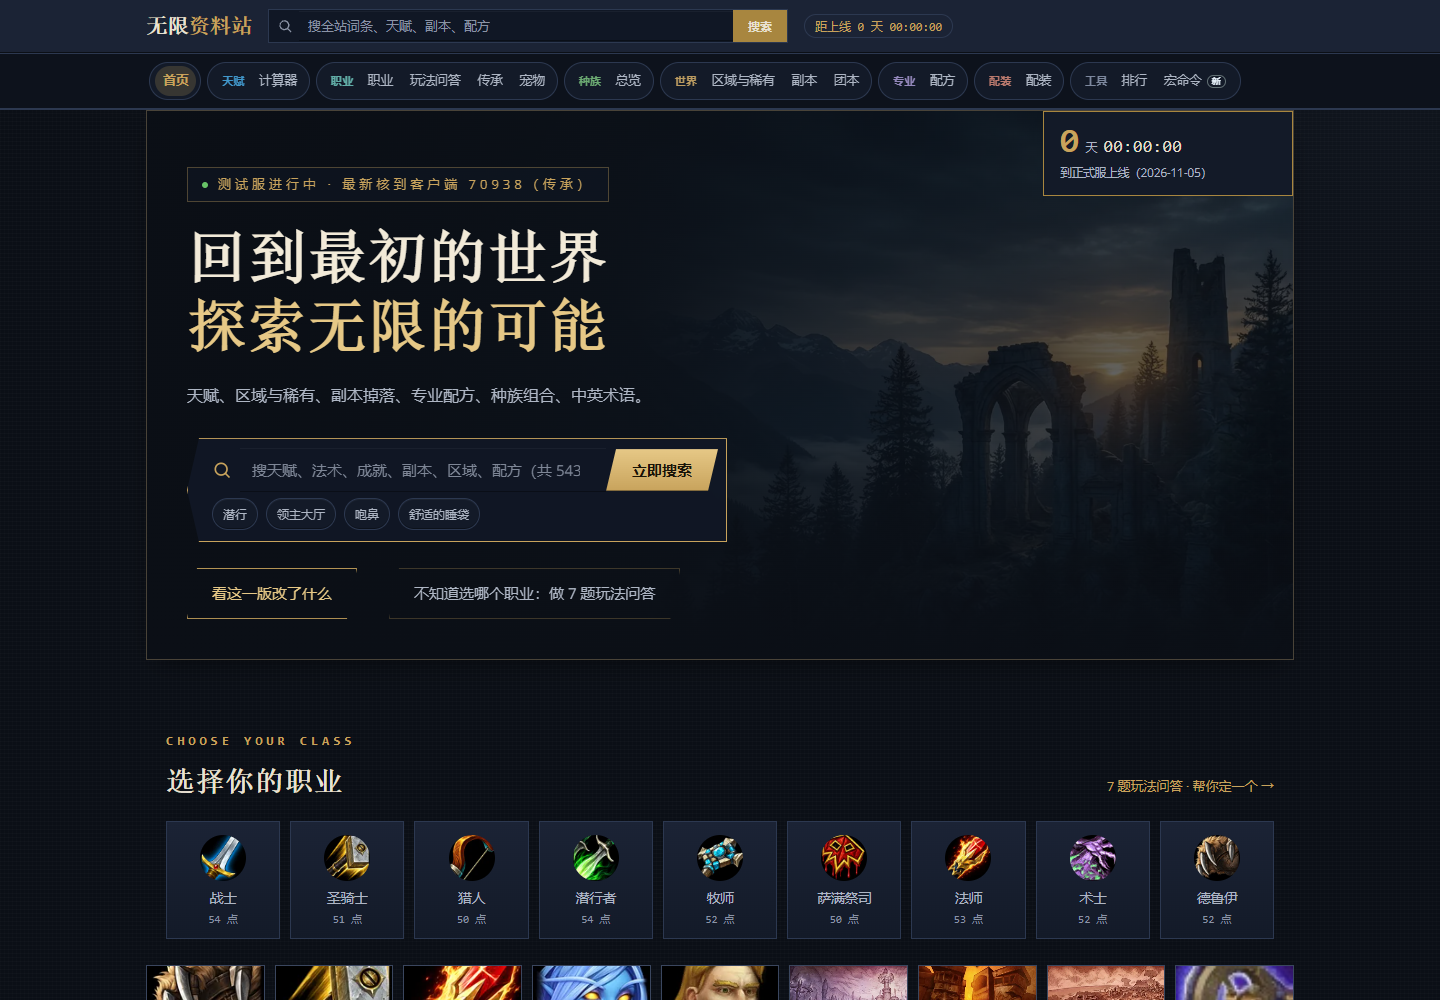 无限资料站
搜全站词条、天赋、副本、配方
搜索
距上线 0 天 00:00:00
首页 天赋 计算器 职业 职业 玩法问答 传承 宠物 种族 总览 世界 区域与稀有 副本 团本 专业 配方 配装 配装 工具 排行 宏命令 新
0 天 00:00:00
到正式服上线 (2026-11-05)
测试服进行中 · 最新核到客户端 70938 (传承)
回到最初的世界
探索无限的可能
天赋、区域与稀有、副本掉落、专业配方、种族组合、中英术语。
搜天赋、法术、成就、副本、区域、配方（共 543
立即搜索
潜行 领主大厅 咆鼻 舒适的睡袋
看这一版改了什么
不知道选哪个职业：做 7 题玩法问答
CHOOSE YOUR CLASS
选择你的职业
7 题玩法问答 · 帮你定一个 →
战士 圣骑士 猎人 潜行者 牧师 萨满祭司 法师 术士 德鲁伊
54 点 51 点 50 点 54 点 52 点 50 点 53 点 52 点 52 点